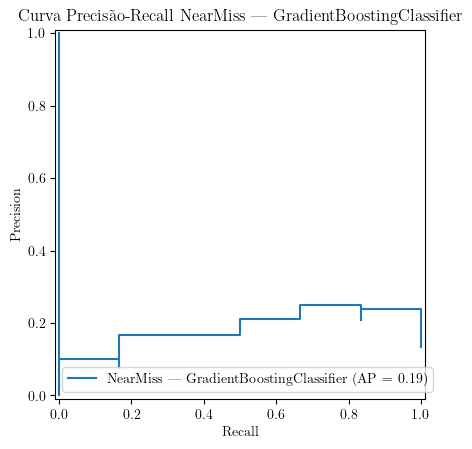 Curva Precisão-Recall NearMiss — GradientBoostingClassifier
1.0
0.8
0.6
0.4
0.2
0.0
Precision
NearMiss — GradientBoostingClassifier (AP = 0.19)
0.0 0.2 0.4 0.6 0.8 1.0
Recall